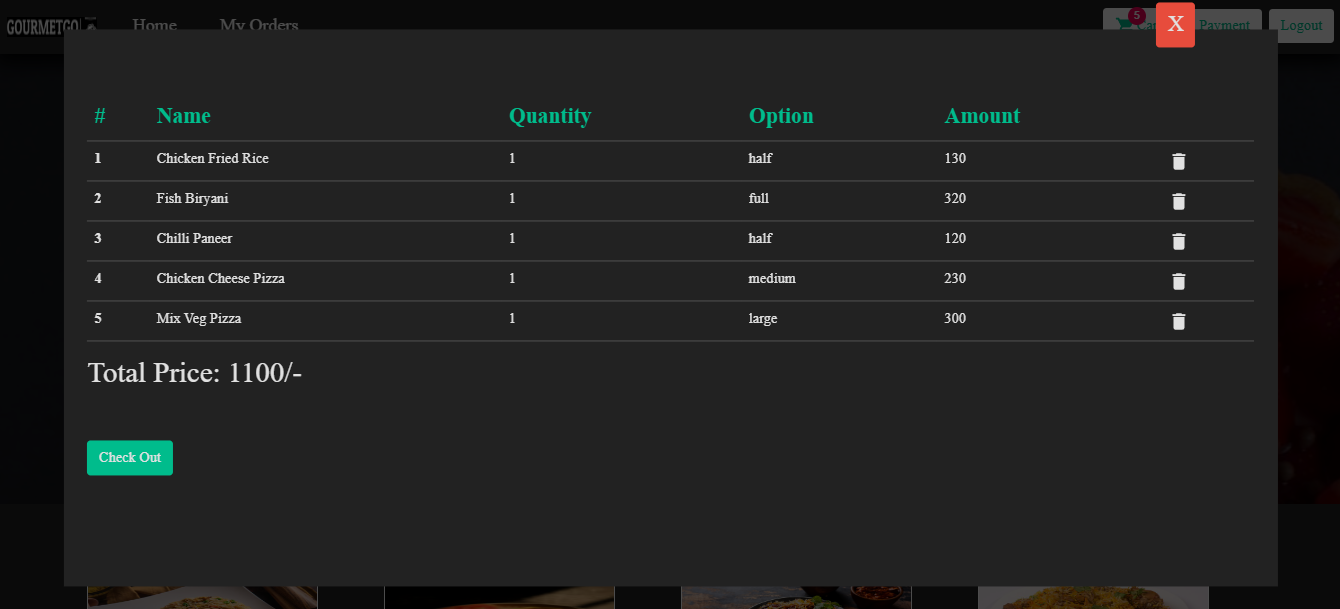 GOURMETGO Home My Orders 5 Payment Logout
X
# Name Quantity Option Amount
1 Chicken Fried Rice 1 half 130
2 Fish Biryani 1 full 320
3 Chilli Paneer 1 half 120
4 Chicken Cheese Pizza 1 medium 230
5 Mix Veg Pizza 1 large 300
Total Price: 1100/-
Check Out